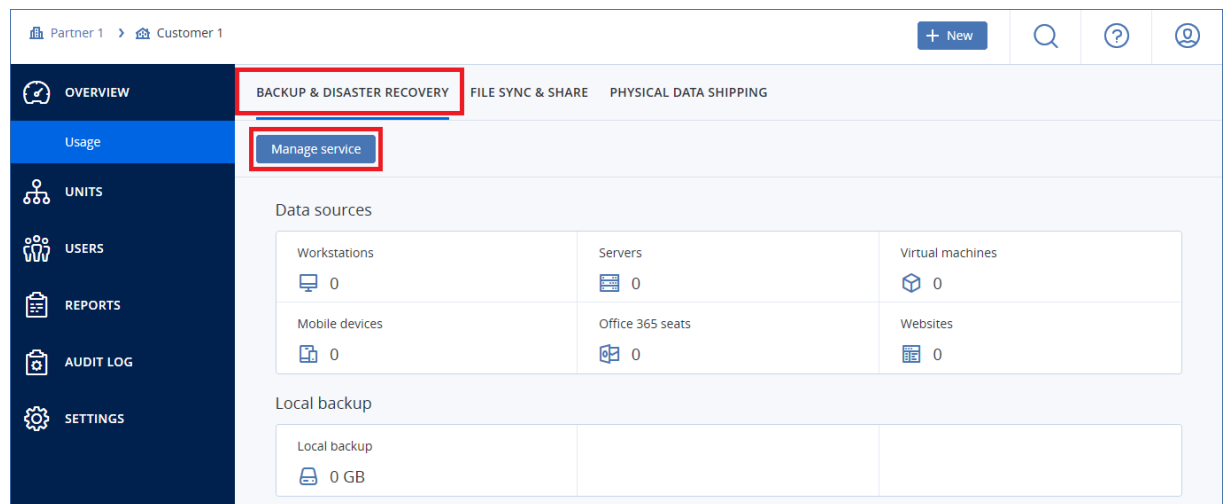 Partner 1 > Customer 1
+ New
OVERVIEW
Usage
UNITS
USERS
REPORTS
AUDIT LOG
SETTINGS
BACKUP & DISASTER RECOVERY FILE SYNC & SHARE PHYSICAL DATA SHIPPING
Manage service
Data sources
Workstations Servers Virtual machines
0 0 0
Mobile devices Office 365 seats Websites
0 0 0
Local backup
Local backup
0 GB